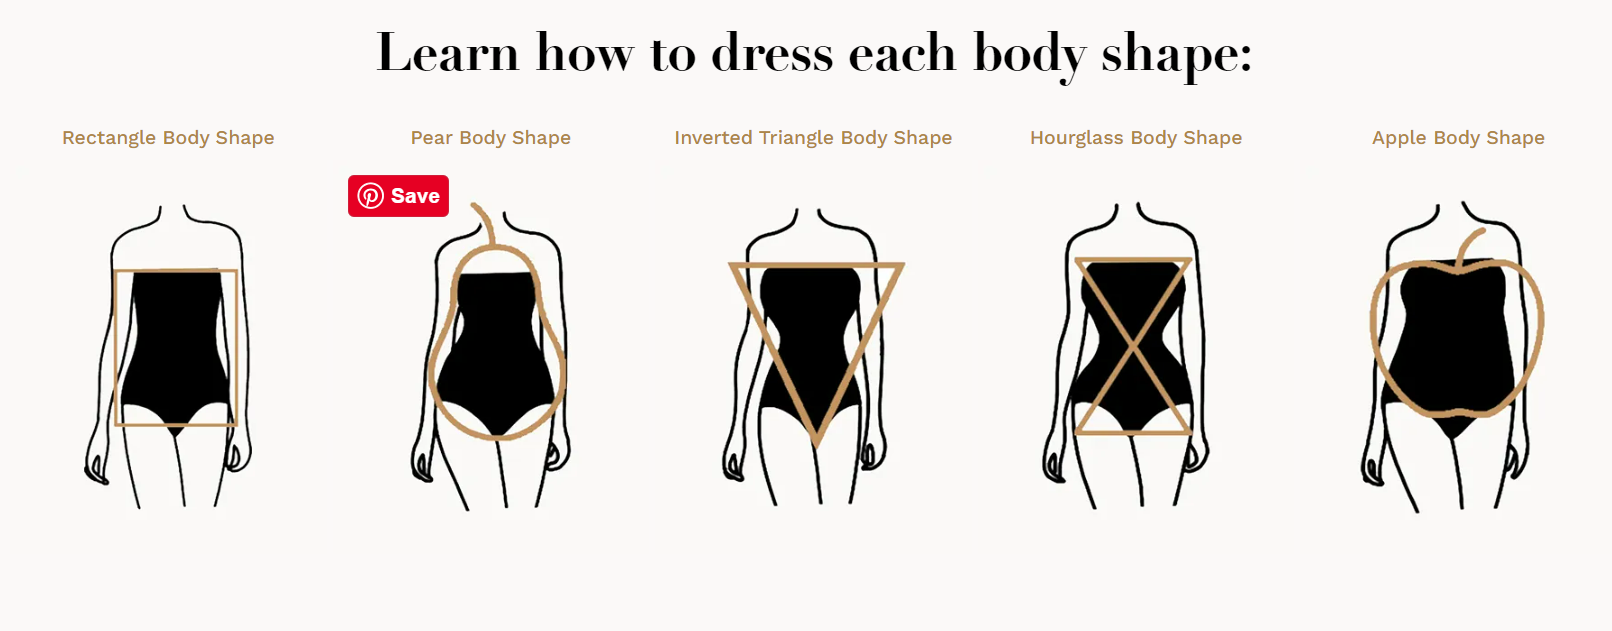 Learn how to dress each body shape:
Rectangle Body Shape
Pear Body Shape
Inverted Triangle Body Shape
Hourglass Body Shape
Apple Body Shape
Save